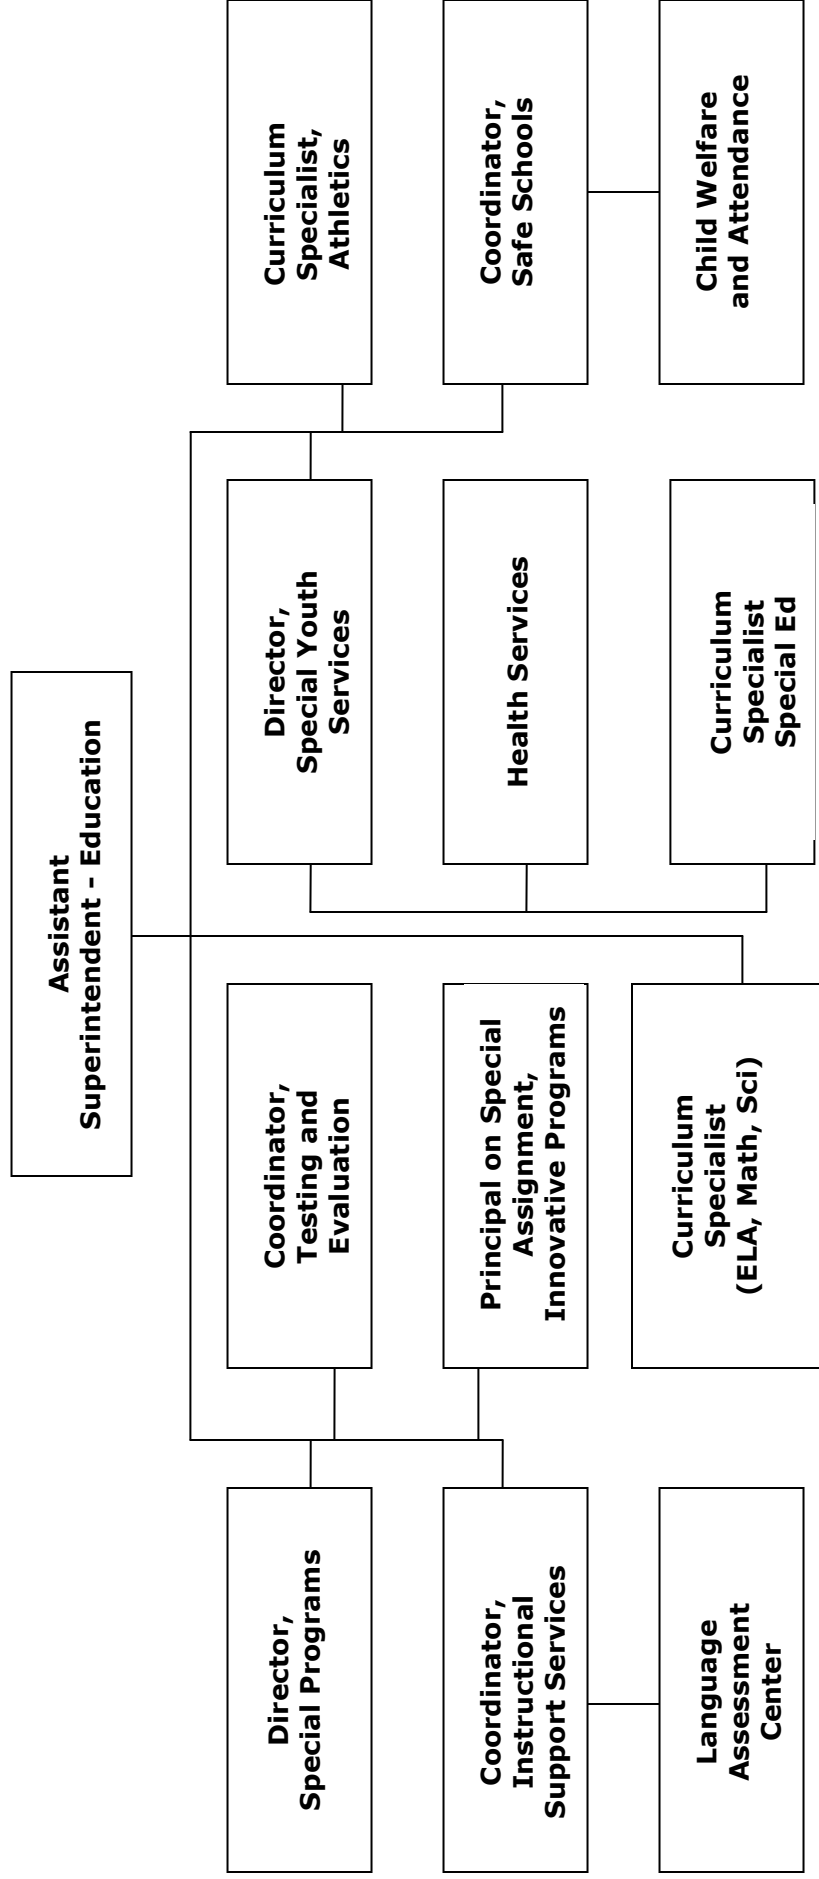 Assistant
Superintendent – Education
Director,
Special Programs
Coordinator,
Testing and
Evaluation
Director,
Special Youth
Services
Curriculum
Specialist,
Athletics
Coordinator,
Instructional
Support Services
Principal on Special
Assignment,
Innovative Programs
Health Services
Coordinator,
Safe Schools
Language
Assessment
Center
Curriculum
Specialist
(ELA, Math, Sci)
Curriculum
Specialist
Special Ed
Child Welfare
and Attendance